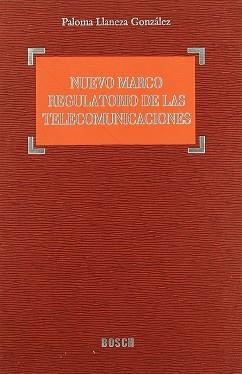 Paloma Llaneza González
NUEVO MARCO
REGULATORIO DE LAS
TELECOMUNICACIONES
BOSCH